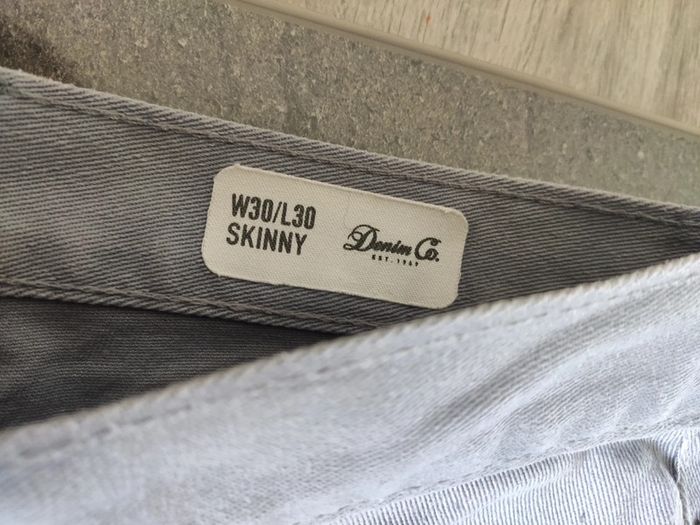 W30/L30
SKINNY
Denim Co.
EST. 1969